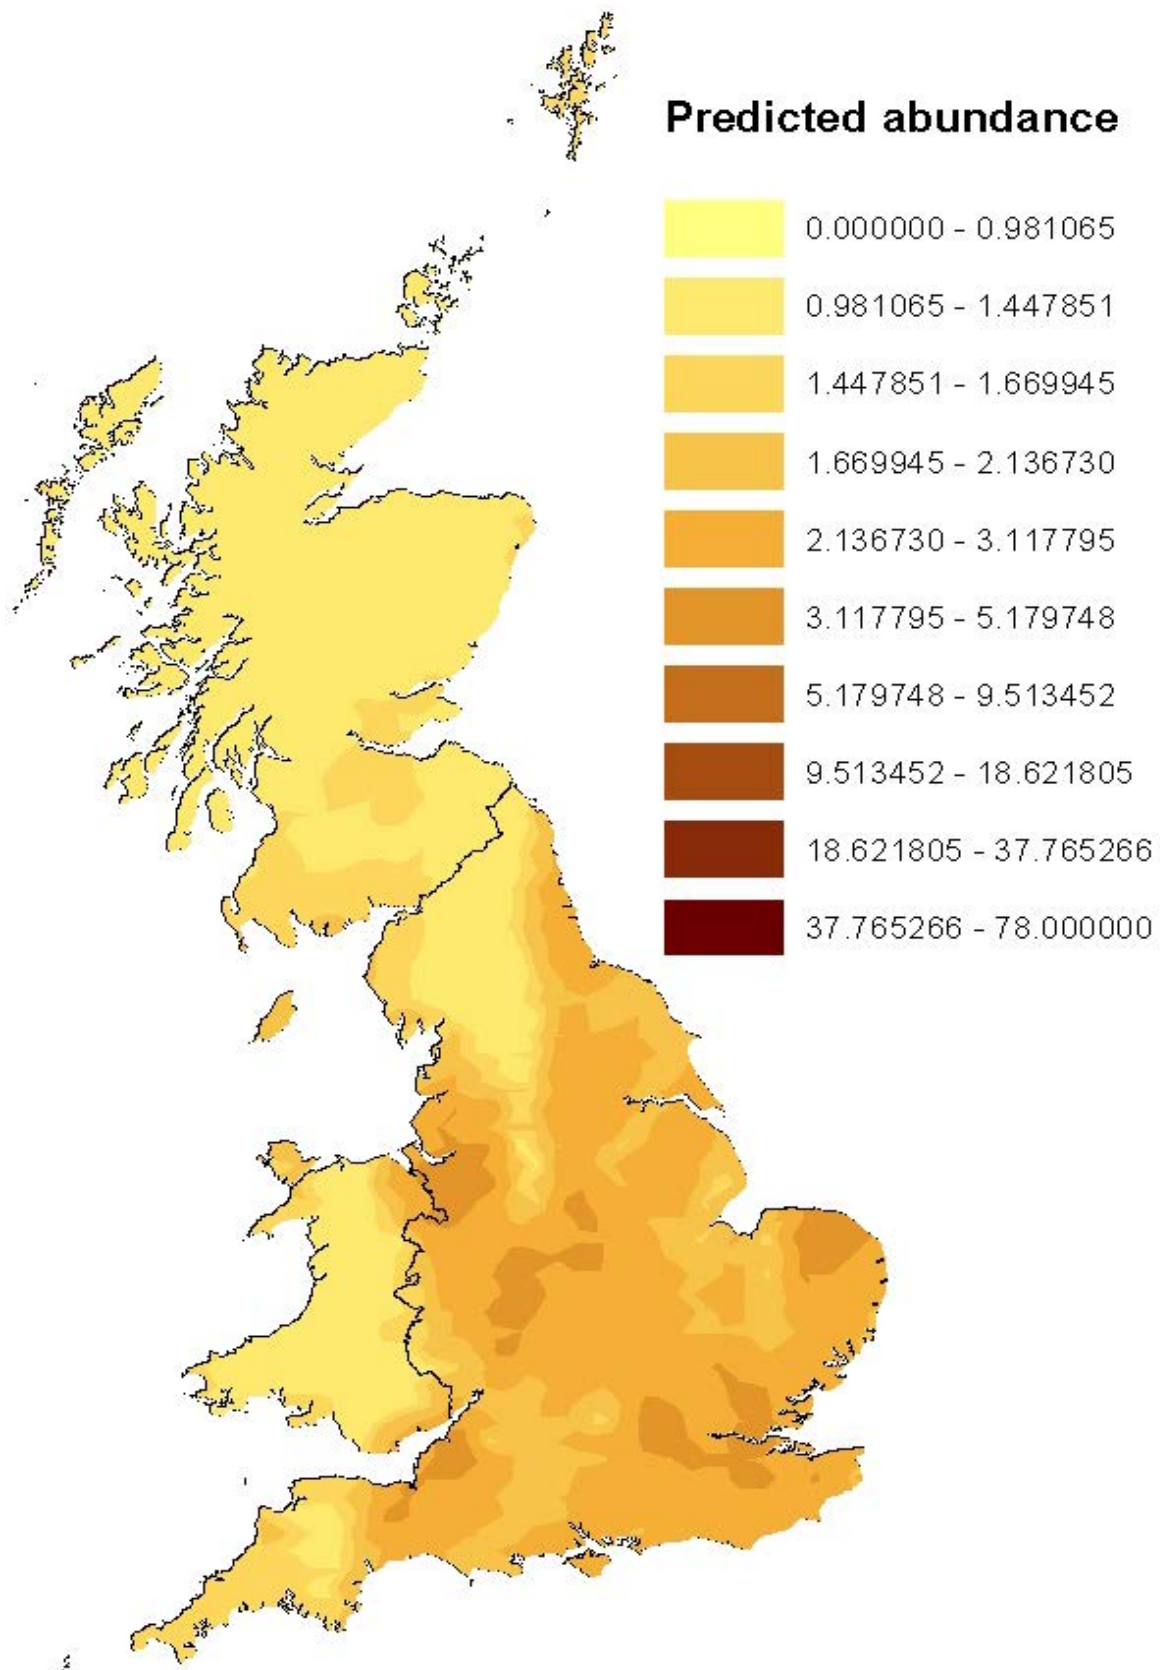 Predicted abundance
0.000000 - 0.981065
0.981065 - 1.447851
1.447851 - 1.669945
1.669945 - 2.136730
2.136730 - 3.117795
3.117795 - 5.179748
5.179748 - 9.513452
9.513452 - 18.621805
18.621805 - 37.765266
37.765266 - 78.000000